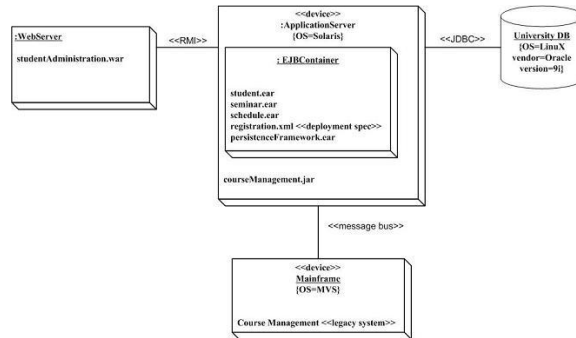 :WebServer
studentAdministration.war
<<RMI>>
<<device>>
:ApplicationServer
{OS=Solaris}
: EJBContainer
student.ear
seminar.ear
schedule.ear
registration.xml <<deployment spec>>
persistenceFramework.ear
courseManagement.jar
<<JDBC>>
University DB
{OS=LinuX
vendor=Oracle
version=9i}
<<message bus>>
<<device>>
Mainframe
{OS=MVS}
Course Management <<legacy system>>